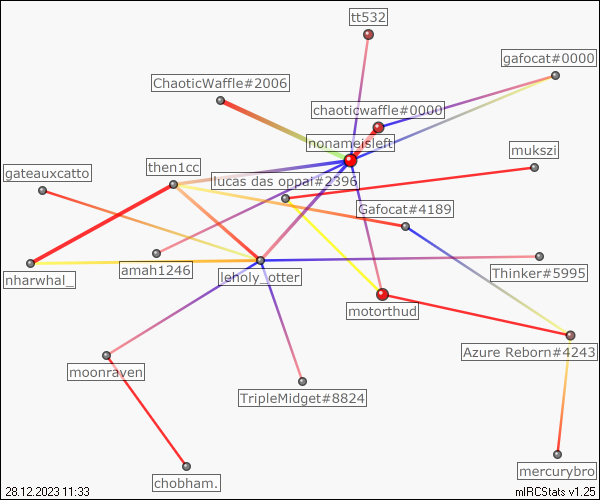 tt532
gafocat#0000
ChaoticWaffle#2006
chaoticwaffle#0000
nonameisleft
mukszi
gateauxcatto
then1cc
lucas das oppai#2396
Gafocat#4189
nharwhal_
amah1246
leholy_otter
Thinker#5995
motorthud
Azure Reborn#4243
moonraven
TripleMidget#8824
chobham.
mercurybro
28.12.2023 11:33
mIRCStats v1.25